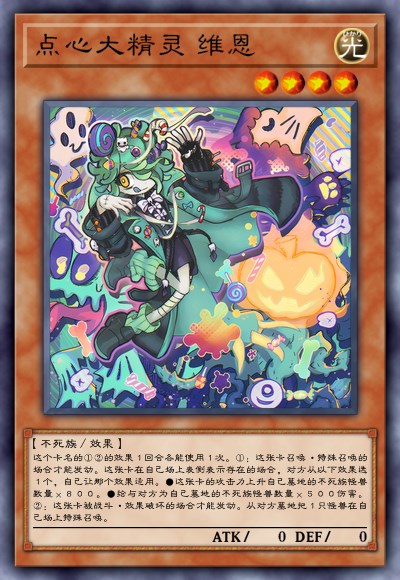 点心大精灵 维恩
光
ひかり
【不死族/效果】
这个卡名的①②的效果1回合各能使用1次。①：这张卡召唤·特殊召唤的
场合才能发动。这张卡在自己场上表侧表示存在的场合，对方从以下效果选
1个，自己让那个效果适用。●这张卡的攻击力上升自己墓地的不死族怪兽
数量×800。●给与对方为自己墓地的不死族怪兽数量×500伤害。
②：这张卡被战斗·效果破坏的场合才能发动。从对方墓地把1只怪兽在自
己场上特殊召唤。
ATK/ 0 DEF/ 0